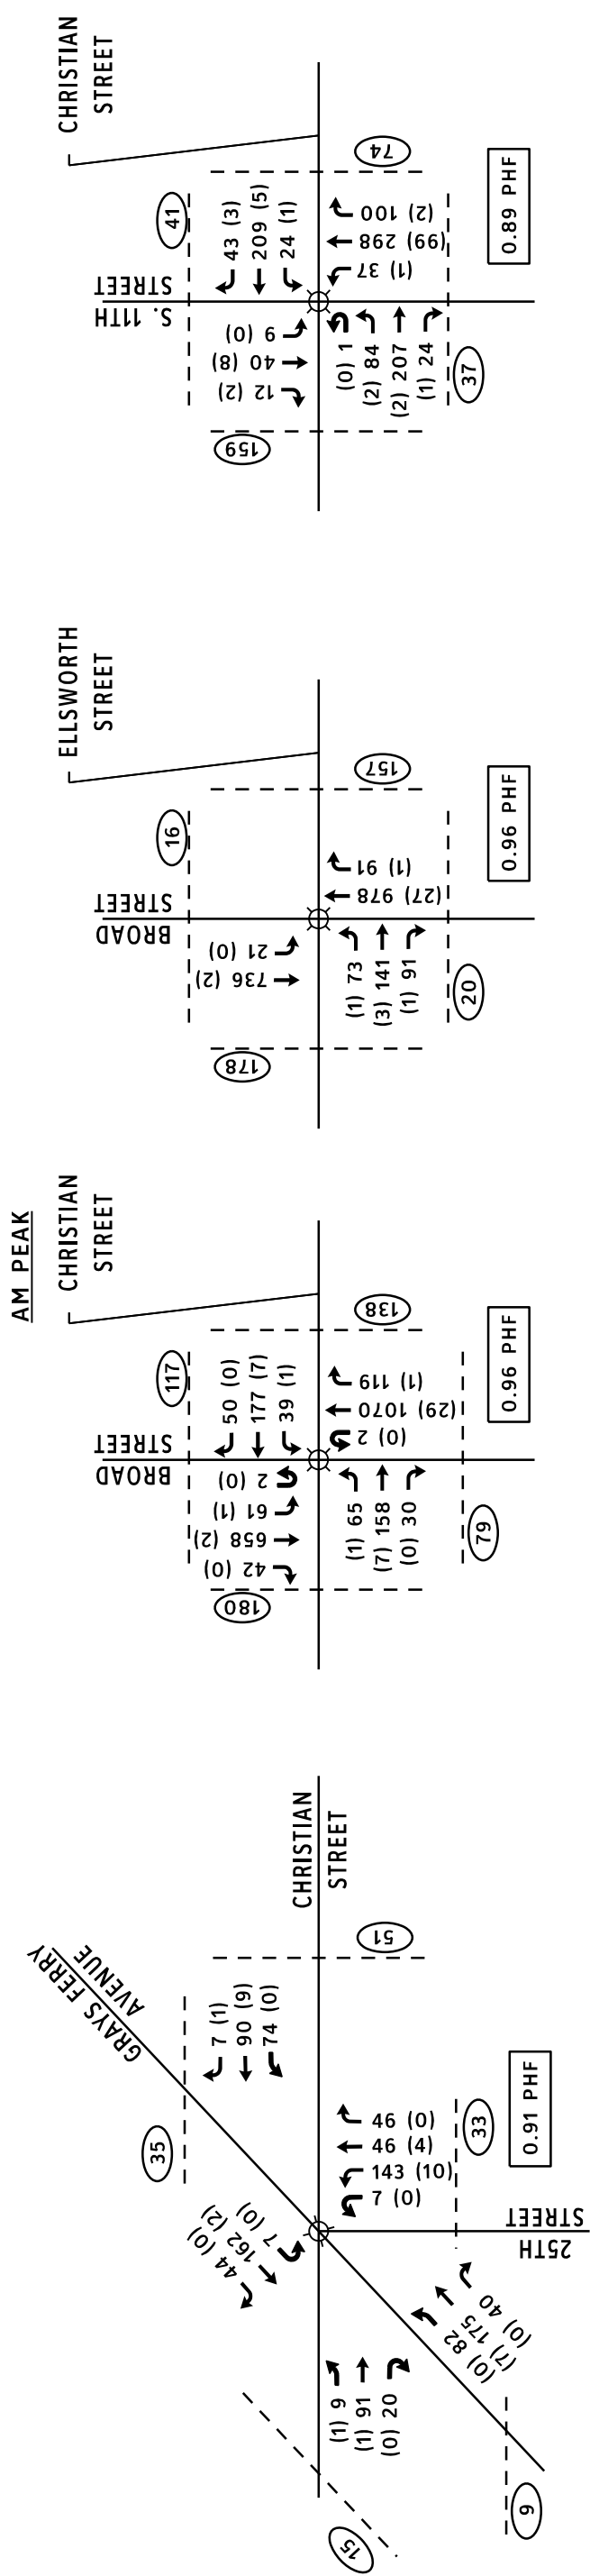 CHRISTIAN
STREET
74
41
43 (3)
209 (5)
24 (1)
100 (2)
298 (99)
37 (1)
0.89 PHF
S. 11TH
STREET
9 (0)
40 (8)
12 (2)
(0) 1
(2) 84
(2) 207
(1) 24
37
159
ELLSWORTH
STREET
157
16
91 (1)
978 (27)
0.96 PHF
BROAD
STREET
21 (0)
736 (2)
(1) 73
(3) 141
(1) 91
20
178
AM PEAK
CHRISTIAN
STREET
138
117
50 (0)
177 (7)
39 (1)
119 (1)
1070 (29)
2 (0)
0.96 PHF
BROAD
STREET
2 (0)
61 (1)
658 (2)
42 (0)
(1) 65
(7) 158
(0) 30
79
180
CHRISTIAN
STREET
GRAYS FERRY
AVENUE
51
7 (1)
90 (9)
74 (0)
35
46 (0)
46 (4)
143 (10)
7 (0)
33
0.91 PHF
25TH
STREET
7 (0)
162 (2)
44 (0)
(0) 82
(7) 175
(0) 40
(1) 9
(1) 91
(0) 20
15
9